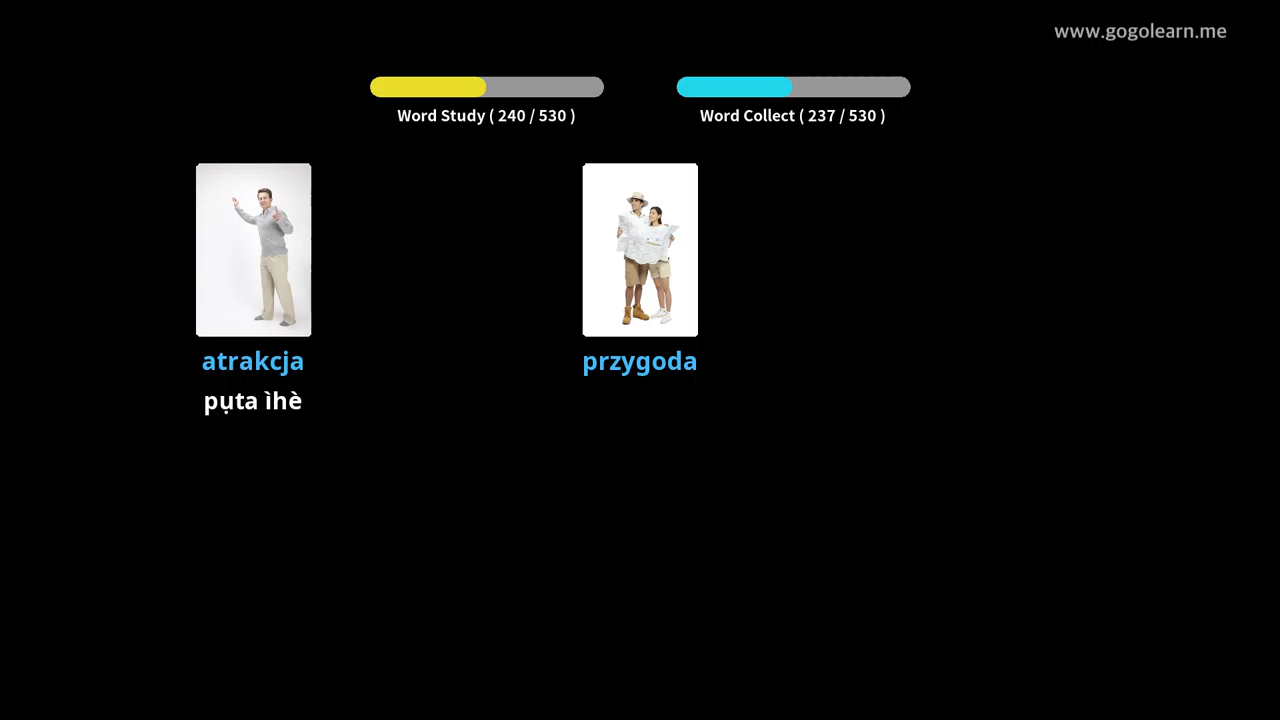 www.gogolearn.me
Word Study ( 240 / 530 )
Word Collect ( 237 / 530 )
atrakcja
przygoda
pụta ìhè